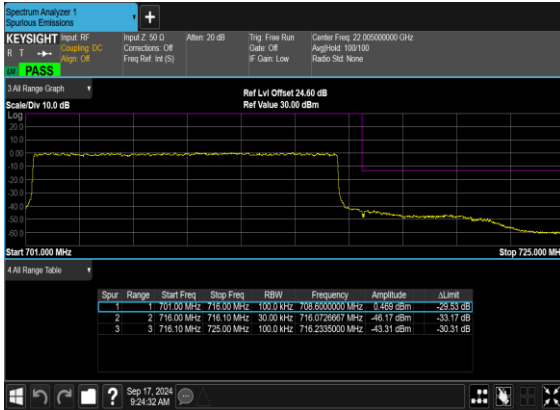 Spectrum Analyzer 1
Spurious Emissions
+
KEYSIGHT Input: RF Input Z: 50 Ω Atten: 20 dB Trig: Free Run Center Freq: 22.005000000 GHz
R T Coupling: DC Corrections: Off Gate: Off Avg|Hold: 100/100
Align: Off Freq Ref: Int (S) IF Gain: Low Radio Std: None
PASS
3 All Range Graph
Ref Lvl Offset 24.60 dB
Scale/Div 10.0 dB Ref Value 30.00 dBm
Log
20.0
10.0
0.00
-10.0
-20.0
-30.0
-40.0
-50.0
-60.0
Start 701.000 MHz Stop 725.000 MH
4 All Range Table
Spur Range Start Freq Stop Freq RBW Frequency Amplitude ΔLimit
1 1 701.00 MHz 716.00 MHz 100.0 kHz 708.6000000 MHz 0.469 dBm -29.53 dB
2 2 716.00 MHz 716.10 MHz 30.00 kHz 716.0726667 MHz -46.17 dBm -33.17 dB
3 3 716.10 MHz 725.00 MHz 100.0 kHz 716.2335000 MHz -43.31 dBm -30.31 dB
? Sep 17, 2024
9:24:32 AM